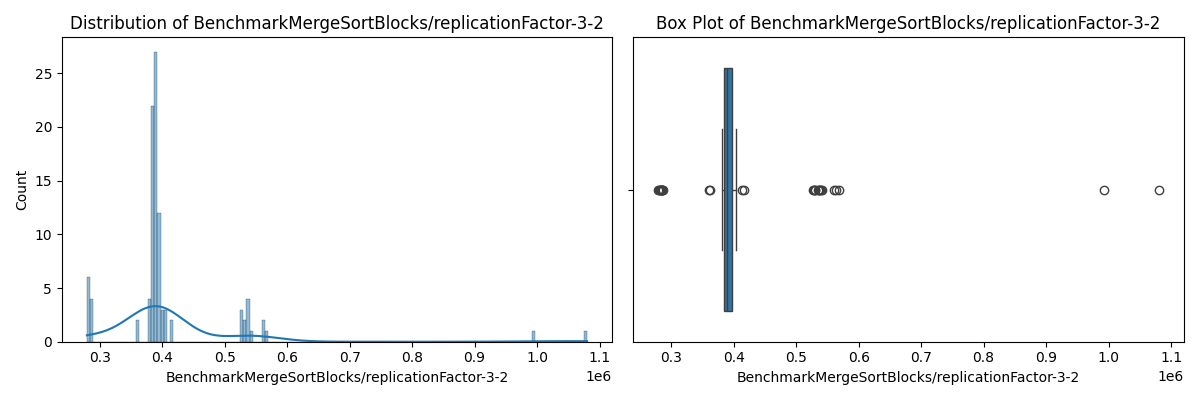 Distribution of BenchmarkMergeSortBlocks/replicationFactor-3-2
Count
25
20
15
10
5
0
0.3 0.4 0.5 0.6 0.7 0.8 0.9 1.0 1.1
1e6
BenchmarkMergeSortBlocks/replicationFactor-3-2
Box Plot of BenchmarkMergeSortBlocks/replicationFactor-3-2
0.3 0.4 0.5 0.6 0.7 0.8 0.9 1.0 1.1
1e6
BenchmarkMergeSortBlocks/replicationFactor-3-2